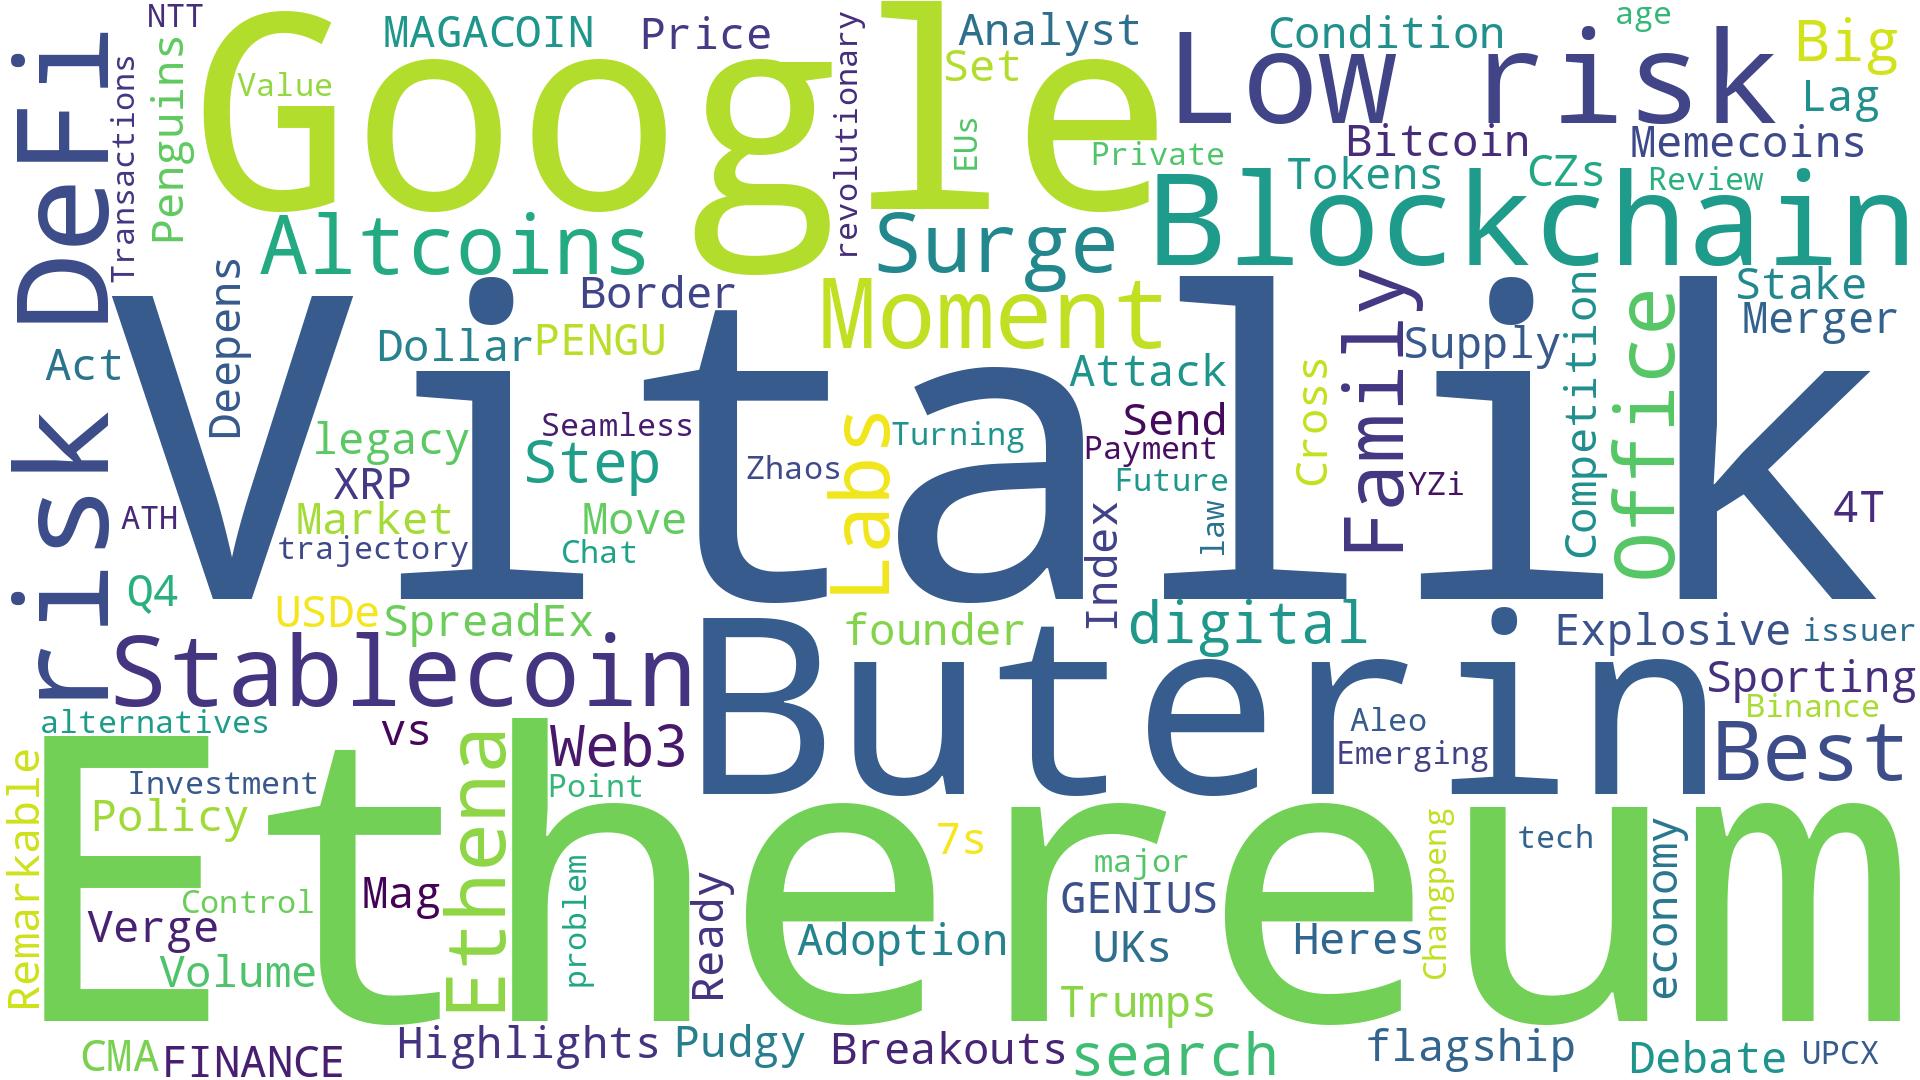 NTT
MAGACOIN
Price
Analyst
Condition
age
Big
Google
Low risk
Value
Set
Lag
Transactions
Penguins
revolutionary
EUs
Private
Bitcoin
Memecoins
Tokens
CZs
Review
Blockchain
risk DeFi
Altcoins
Surge
Deepens
Border
Moment
Family
Competition
Office
Stake
Merger
Dollar
PENGU
Supply
Act
Attack
Vitalik
Cross
legacy
Seamless
Send
Step
Labs
Turning
Payment
XRP
Zhaos
Future
YZi
4T
ATH
Market
Move
Index
law
trajectory
Chat
Q4
USDe
SpreadEx
founder
digital
Explosive
issuer
Stablecoin
Buterin
Sporting
Binance
alternatives
vs
Web3
Aleo
Emerging
Best
Remarkable
Investment
Ethena
Point
Policy
Ethereum
7s
tech
major
Changpeng
economy
Control
Mag
problem
Ready
GENIUS
Verge
Adoption
UKs
Heres
Volume
Trumps
CMA
FINANCE
Highlights
Pudgy
Breakouts
search
flagship
Debate
UPCX